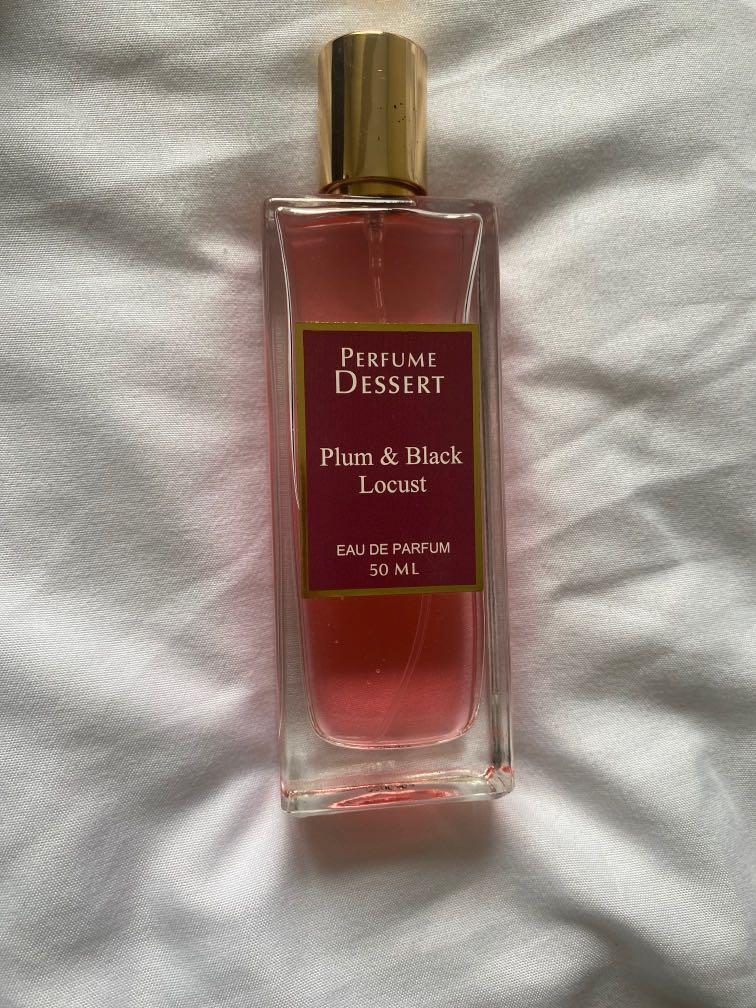 PERFUME
DESSERT
Plum & Black
Locust
EAU DE PARFUM
50 ML